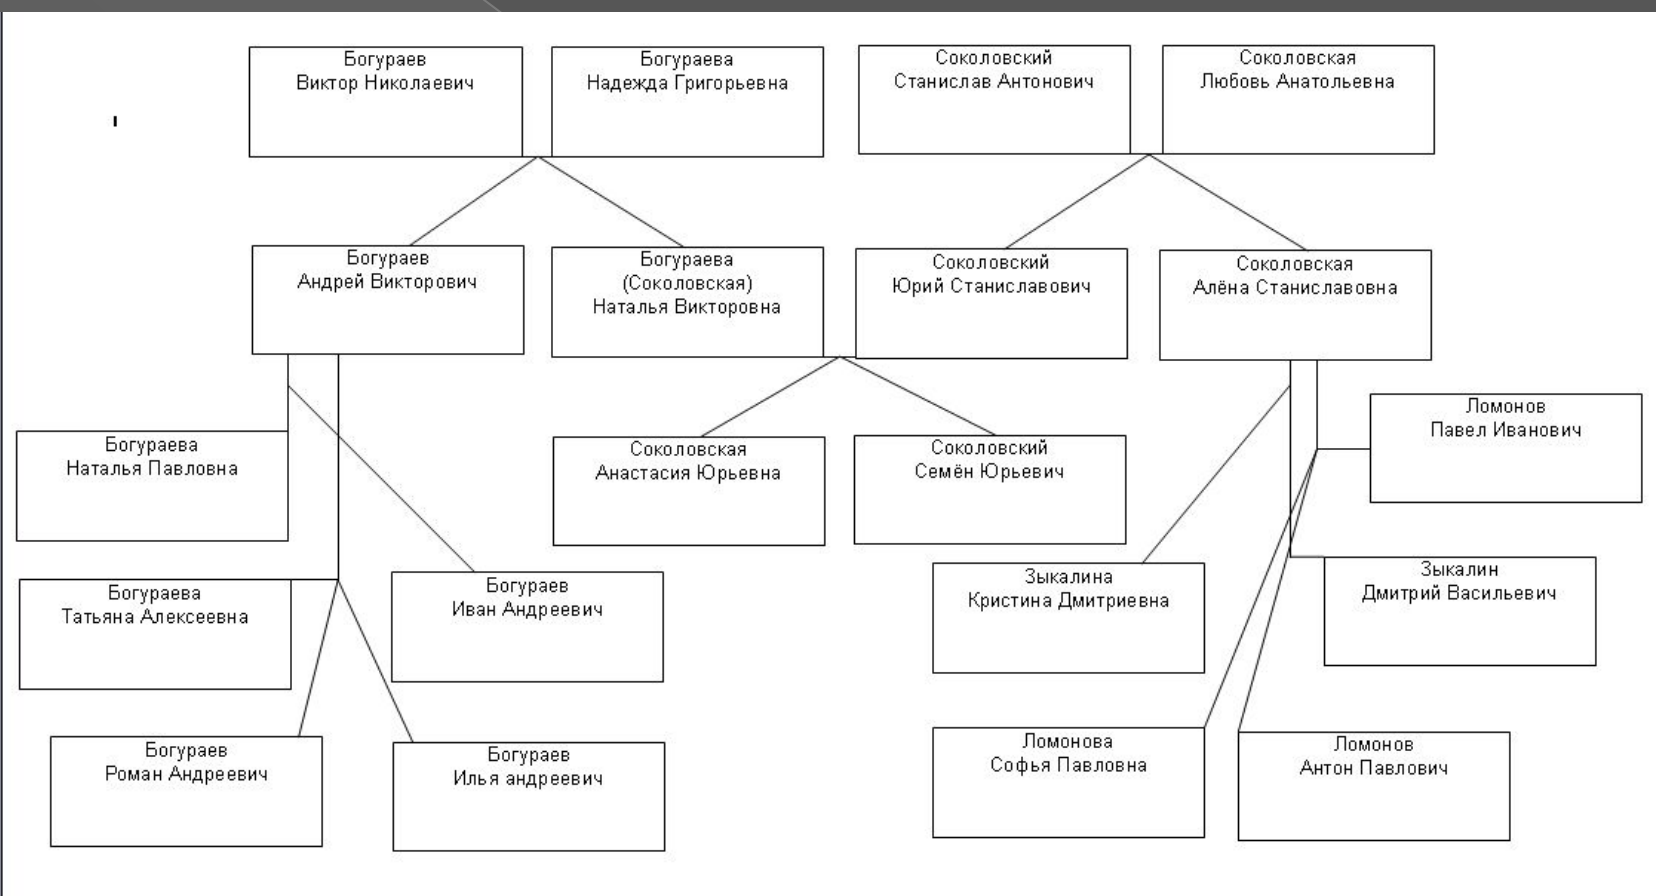 Богураев
Виктор Николаевич
Богураева
Надежда Григорьевна
Соколовский
Станислав Антонович
Соколовская
Любовь Анатольевна
Богураев
Андрей Викторович
Богураева
(Соколовская)
Наталья Викторовна
Соколовский
Юрий Станиславович
Соколовская
Алёна Станиславовна
Ломонов
Павел Иванович
Богураева
Наталья Павловна
Соколовская
Анастасия Юрьевна
Соколовский
Семён Юрьевич
Богураева
Татьяна Алексеевна
Богураев
Иван Андреевич
Зыкалина
Кристина Дмитриевна
Зыкалин
Дмитрий Васильевич
Богураев
Роман Андреевич
Богураев
Илья андреевич
Ломонова
Софья Павловна
Ломонов
Антон Павлович